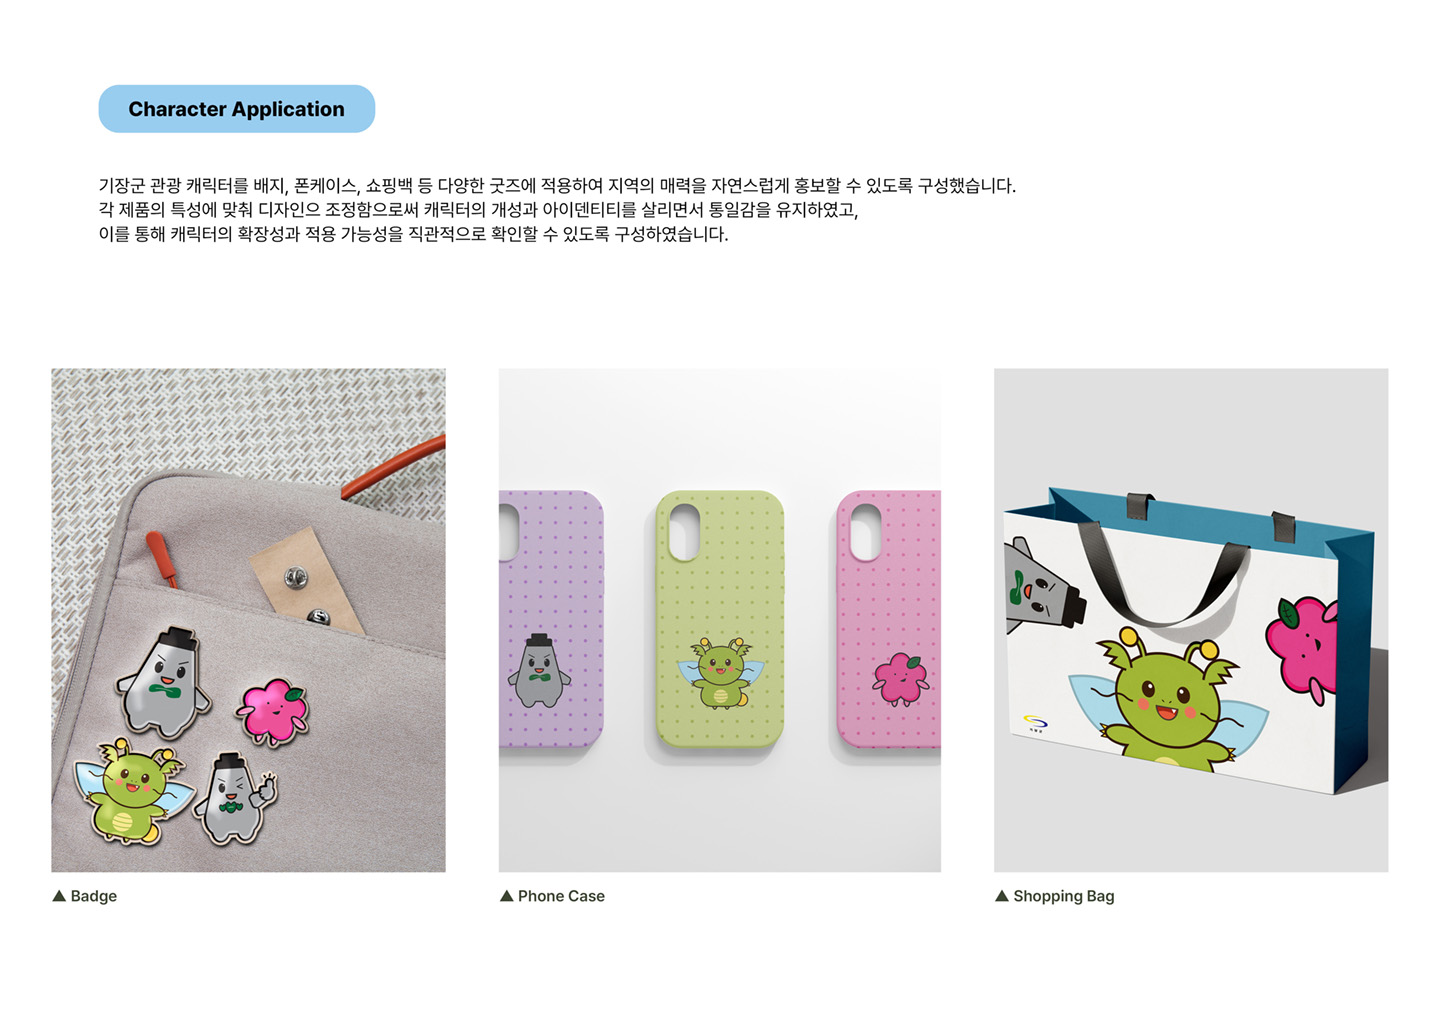 Character Application
기장군 관광 캐릭터를 배지, 폰케이스, 쇼핑백 등 다양한 굿즈에 적용하여 지역의 매력을 자연스럽게 홍보할 수 있도록 구성했습니다.
각 제품의 특성에 맞춰 디자인으 조정함으로써 캐릭터의 개성과 아이덴티티를 살리면서 통일감을 유지하였고,
이를 통해 캐릭터의 확장성과 적용 가능성을 직관적으로 확인할 수 있도록 구성하였습니다.
▲ Badge
▲ Phone Case
▲ Shopping Bag